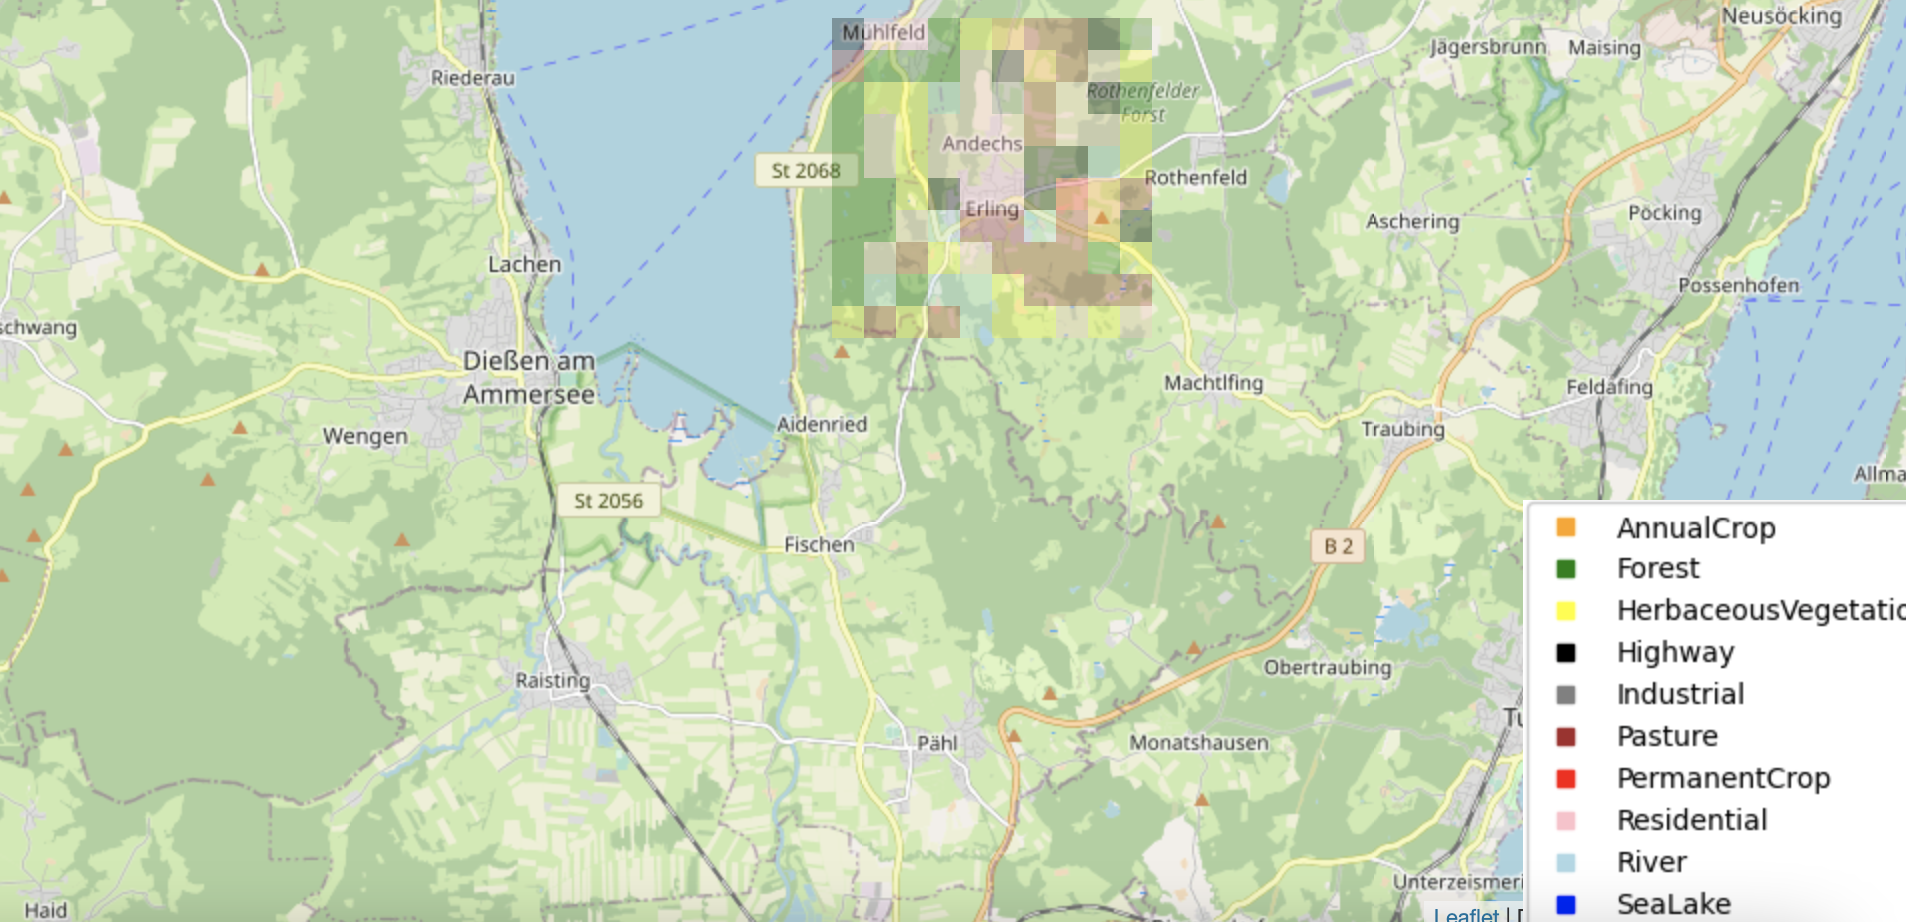 Neusöcking
Mühlfeld
Jägersbrunn
Maising
Riederau
Rothenfelder
Forst
Andechs
St 2068
Rothenfeld
Erling
Aschering
Pöcking
Lachen
Possenhofen
schwang
Dießen am
Ammersee
Machtlfing
Feldafing
Aidenried
Wengen
Traubing
Allma
St 2056
Fischen
B 2
Obertraubing
Raisting
Tu
Pähl
Monatshausen
Unterzeismeri
Haid
AnnualCrop
Forest
HerbaceousVegetatio
Highway
Industrial
Pasture
PermanentCrop
Residential
River
SeaLake
Leaflet | D